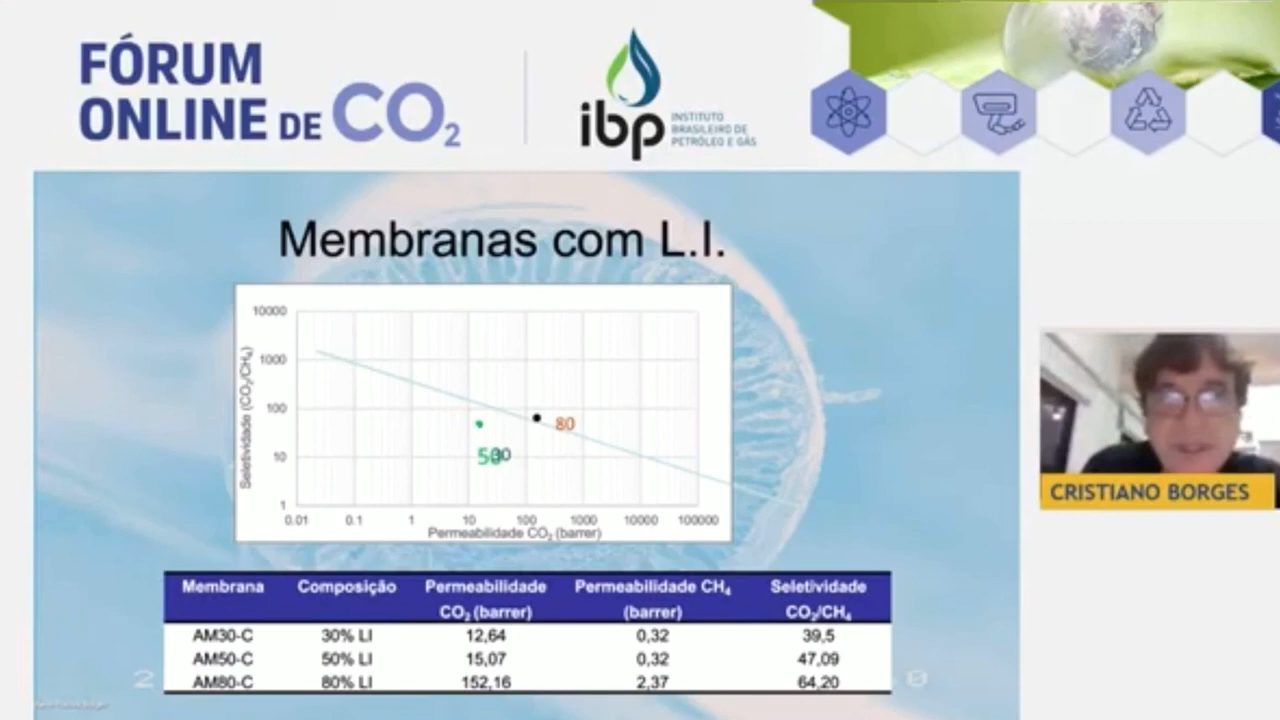 FÓRUM
ONLINE DE CO₂
ibp
INSTITUTO
BRASILEIRO DE
PETRÓLEO E GÁS
Membranas com L.I.
Seletividade (CO₂/CH₄)
10000
1000
100
10
1
80
50
30
0.01 0.1 1 10 100 1000 10000 100000
Permeabilidade CO₂ (barrer)
CRISTIANO BORGES
Membrana Composição Permeabilidade CO₂ (barrer) Permeabilidade CH₄ (barrer) Seletividade CO₂/CH₄
AM30-C 30% LI 12,64 0,32 39,5
AM50-C 50% LI 15,07 0,32 47,09
AM80-C 80% LI 152,16 2,37 64,20